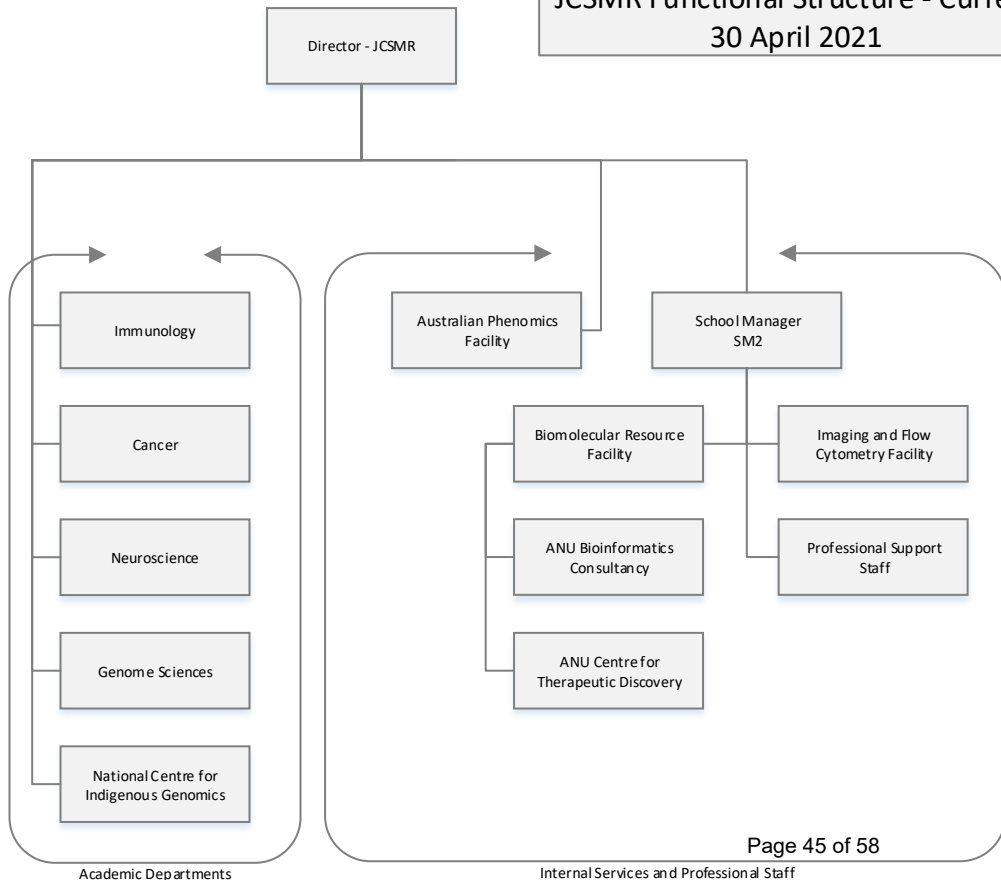 JCSMR Functional Structure - Curre
30 April 2021
Director - JCSMR
Immunology
Cancer
Neuroscience
Genome Sciences
National Centre for
Indigenous Genomics
Academic Departments
Australian Phenomics
Facility
School Manager
SM2
Biomolecular Resource
Facility
Imaging and Flow
Cytometry Facility
ANU Bioinformatics
Consultancy
Professional Support
Staff
ANU Centre for
Therapeutic Discovery
Page 45 of 58
Internal Services and Professional Staff